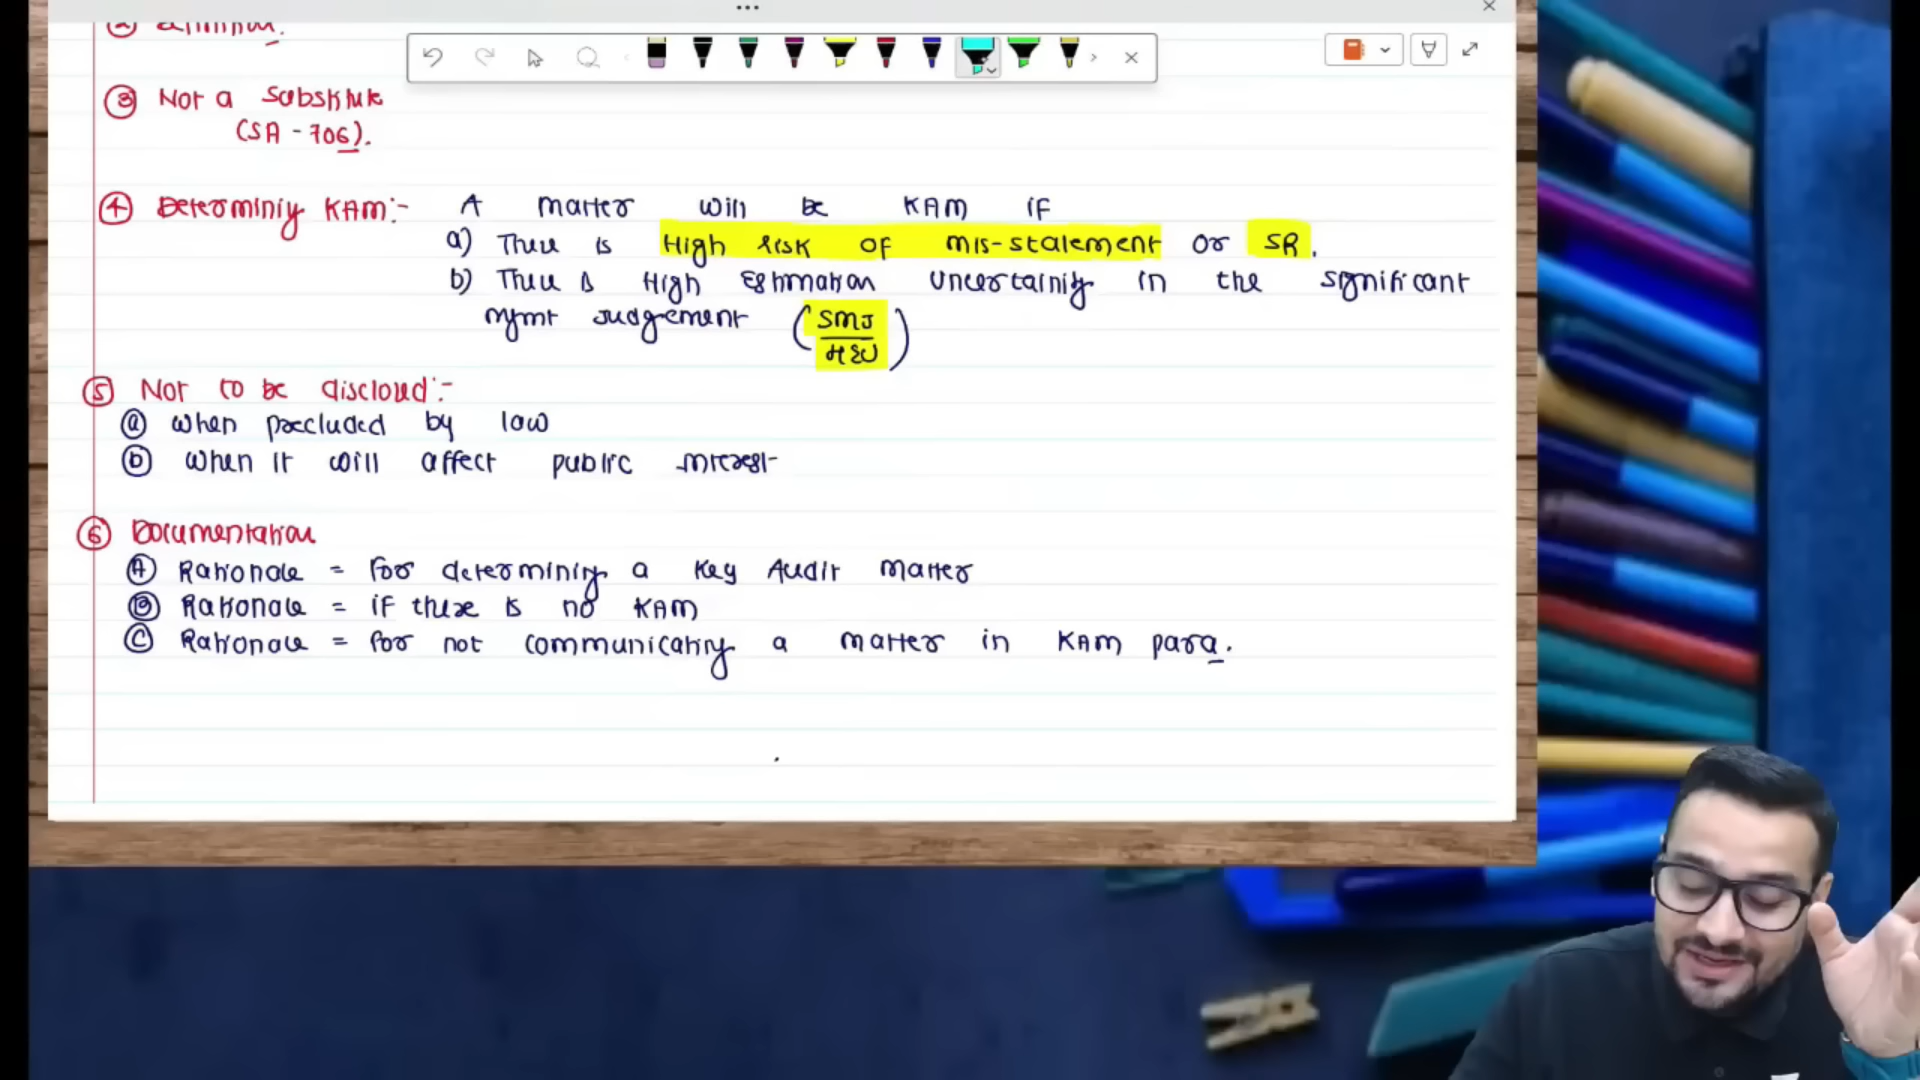 ③ Not a Substitute
(SA - 706).
④ Determining KAM:- A matter will be KAM if
a) There is High Risk of mis-statement or SR.
b) There is High Estimation Uncertainity in the significant
mgmt Judgement (SMJ
HEU)
⑤ Not to be disclosed:-
ⓐ When precluded by law
ⓑ When it will affect public interest
⑥ Documentation
Ⓐ Rationale = For determining a Key Audit Matter
Ⓑ Rationale = if there is no KAM
Ⓒ Rationale = For not communicating a matter in KAM para.